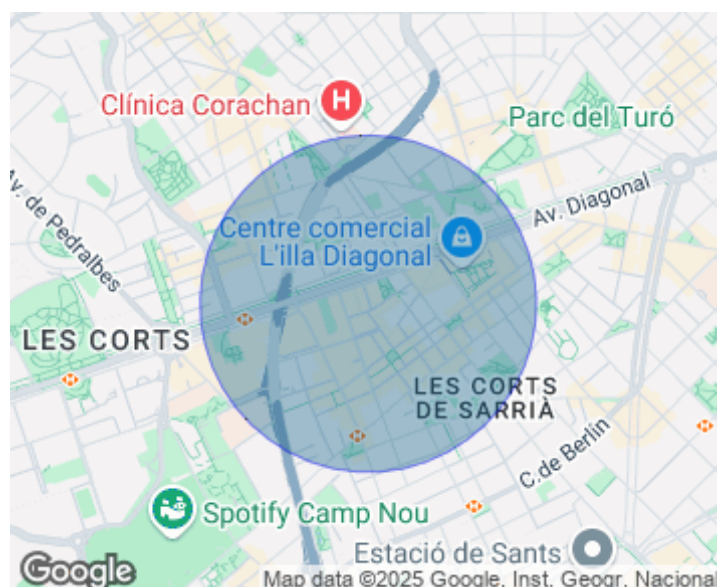 Clínica Corachan
H
Parc del Turó
Av. de Pedralbes
Centre comercial
L'illa Diagonal
Av. Diagonal
LES CORTS
LES CORTS
DE SARRIÀ
C. de Berlín
Spotify Camp Nou
Estació de Sants
Google
Map data ©2025 Google, Inst. Geogr. Nacional